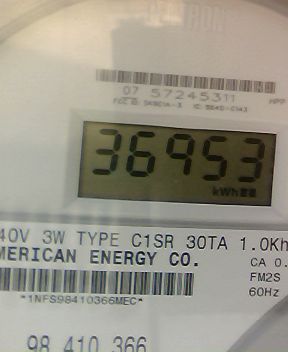 07 57245311
36953
kWh
40V 3W TYPE C1SR 30TA 1.0Kh
MERICAN ENERGY CO.
CA 0.
FM2S
60Hz
*1NFS98410366MEC*
98 410 366